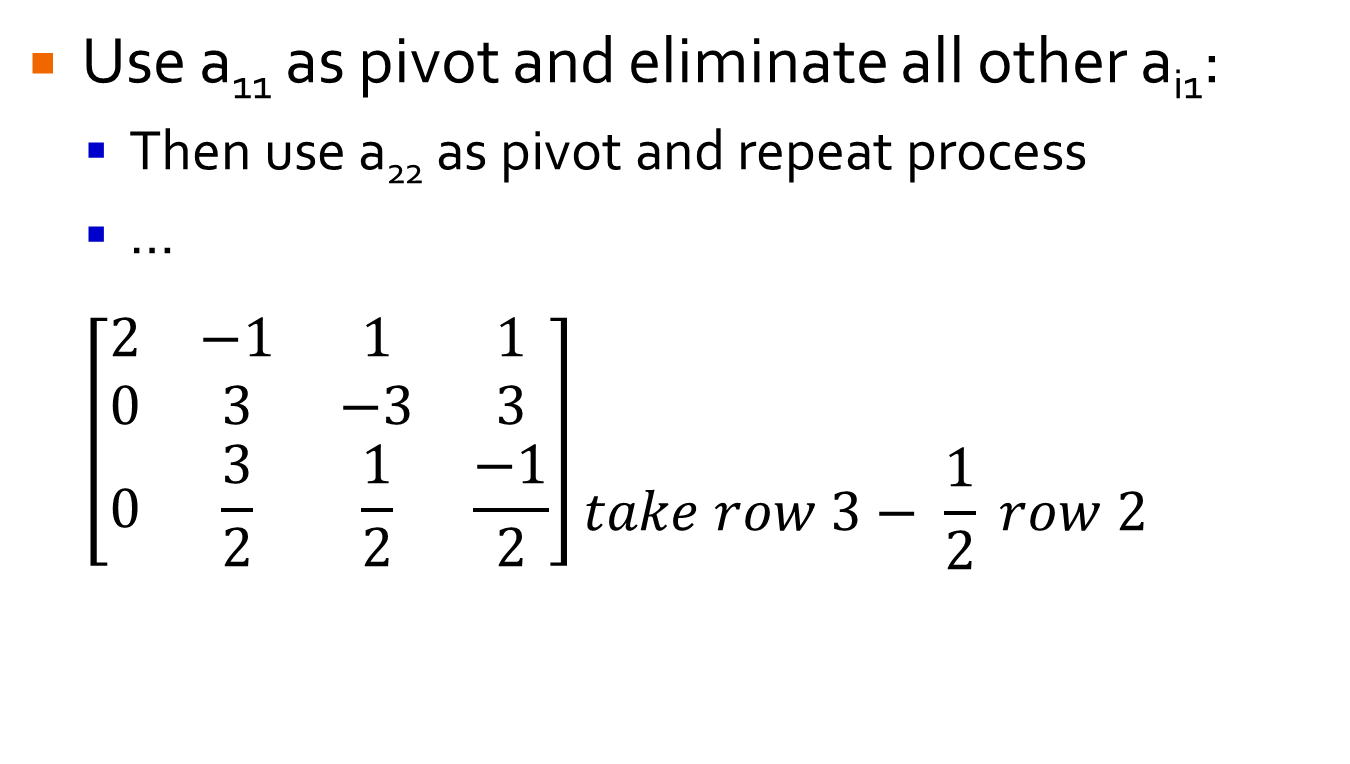 Use a₁₁ as pivot and eliminate all other aᵢ₁:
Then use a₂₂ as pivot and repeat process
...
2 −1 1 1
0 3 −3 3
0 3/2 1/2 −1/2 take row 3 − 1/2 row 2